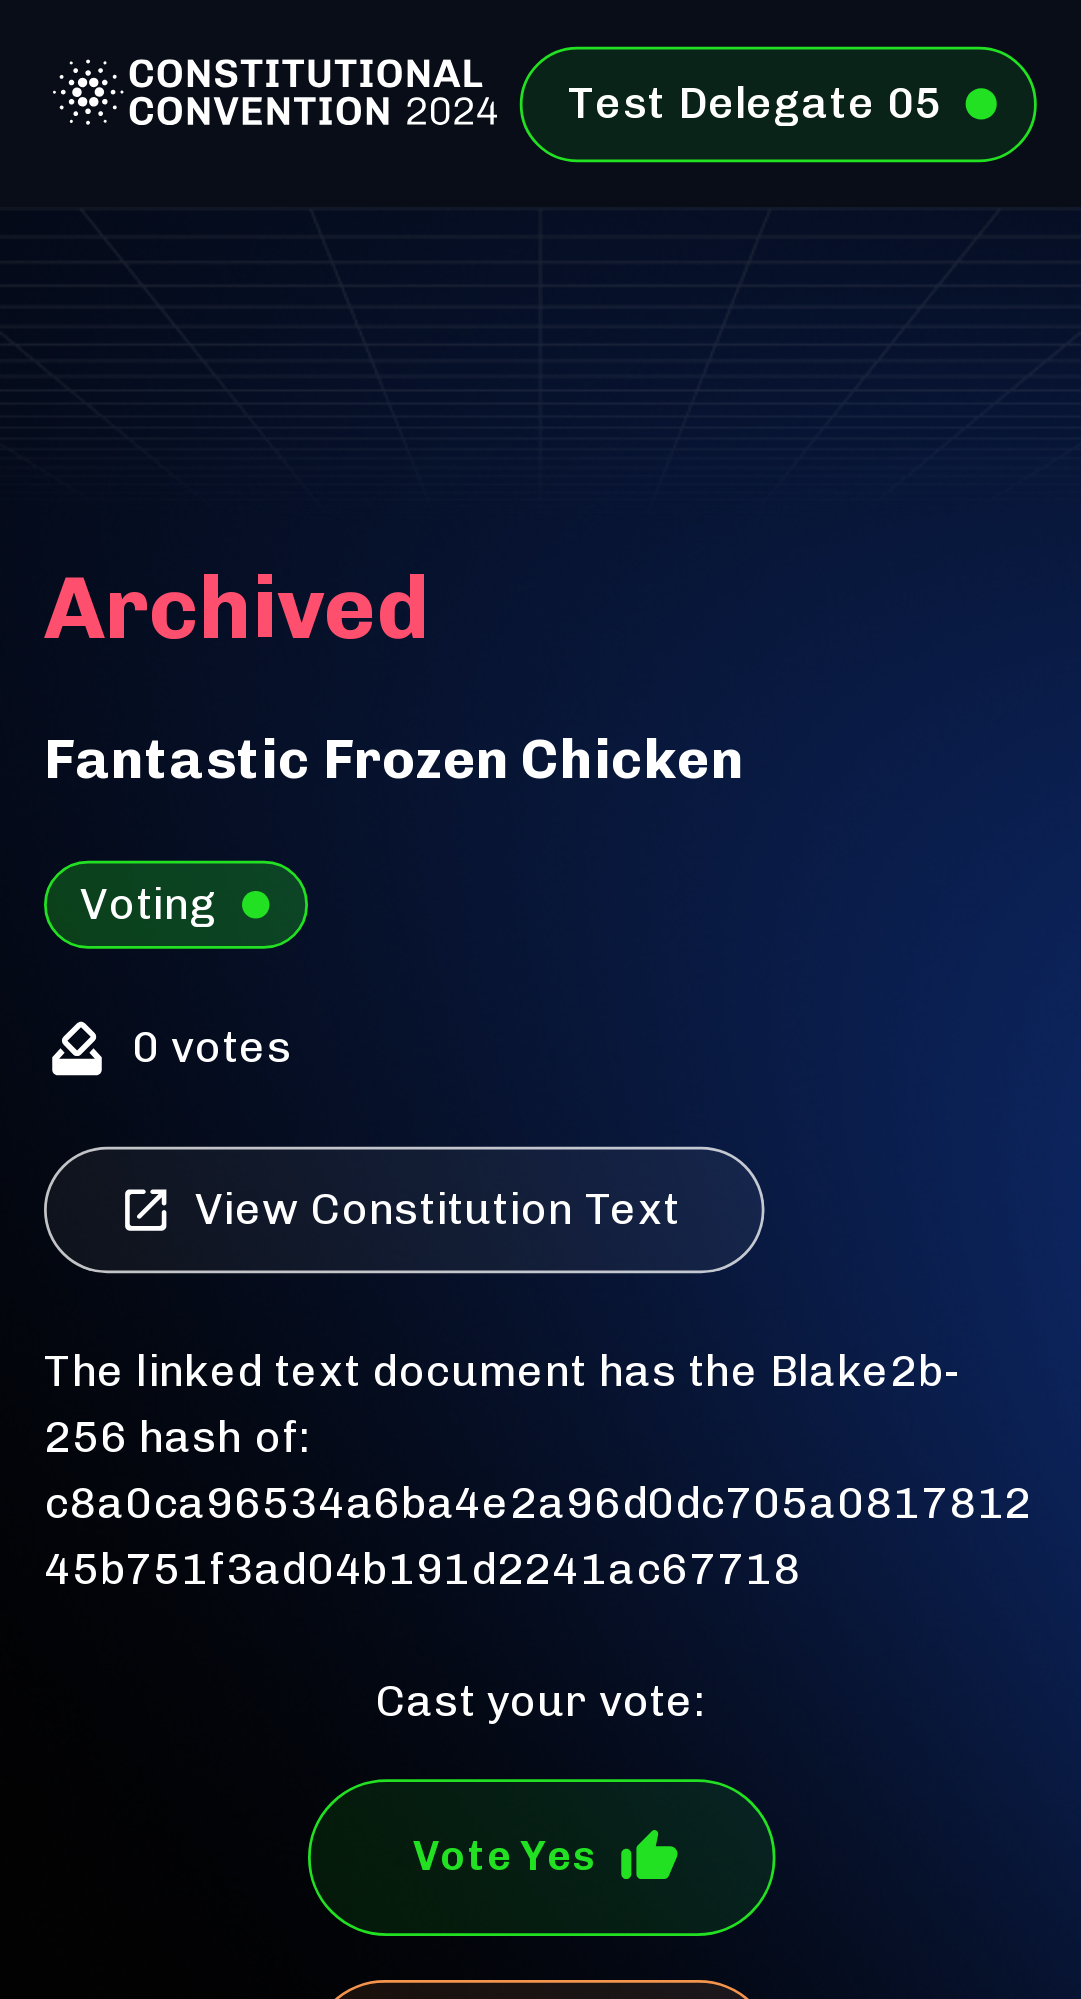 CONSTITUTIONAL
CONVENTION 2024
Test Delegate 05
Archived
Fantastic Frozen Chicken
Voting
0 votes
View Constitution Text
The linked text document has the Blake2b-
256 hash of:
c8a0ca96534a6ba4e2a96d0dc705a0817812
45b751f3ad04b191d2241ac67718
Cast your vote:
Vote Yes